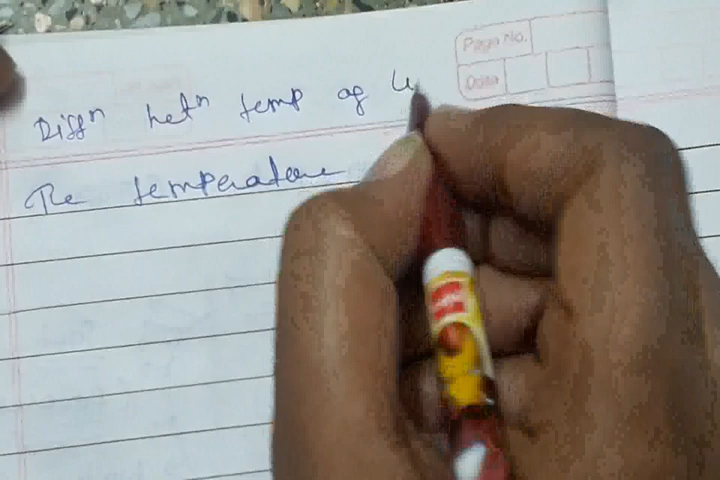 Page No.
Date
Diffn betn temp of
The temperature